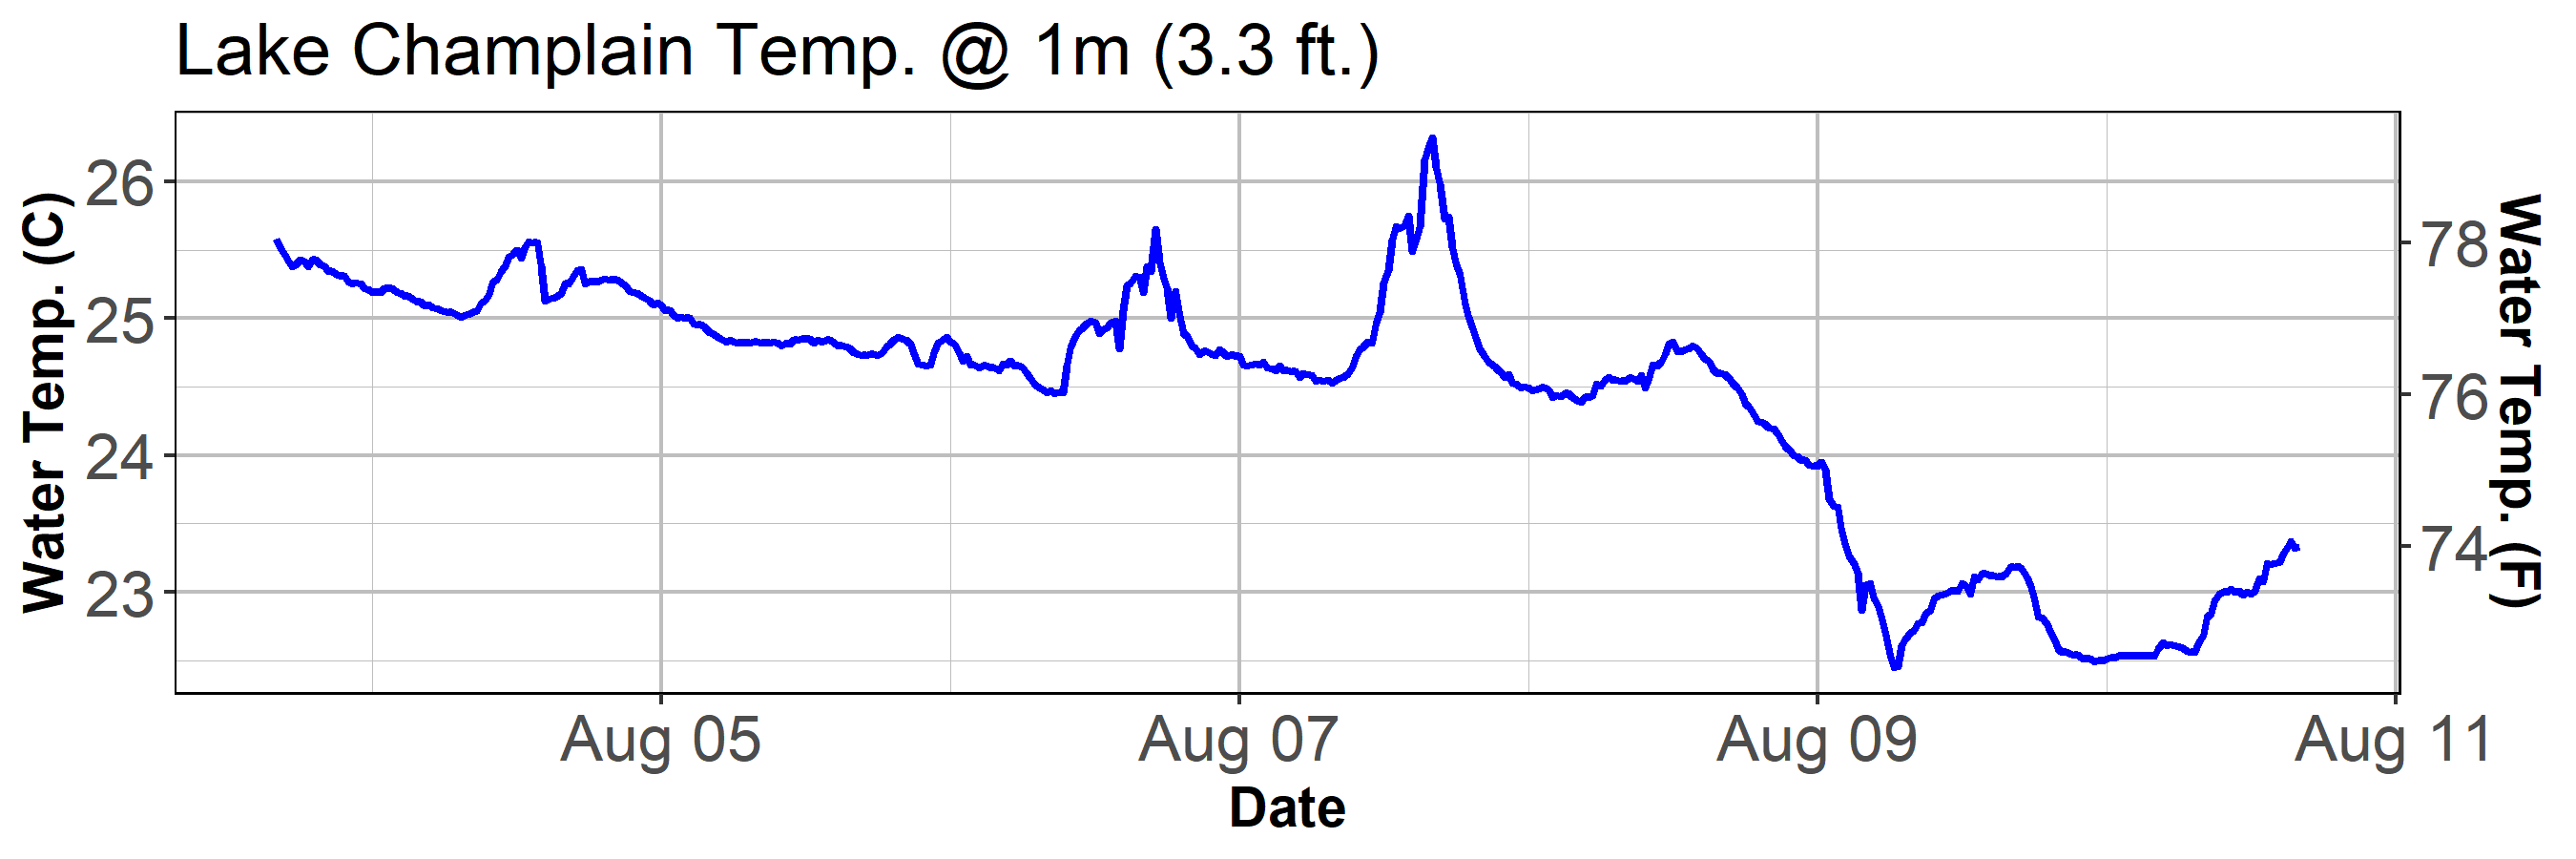 Lake Champlain Temp. @ 1m (3.3 ft.)
Water Temp. (C)
26
25
24
23
78
76
74
Water Temp. (F)
Aug 05
Aug 07
Aug 09
Aug 11
Date